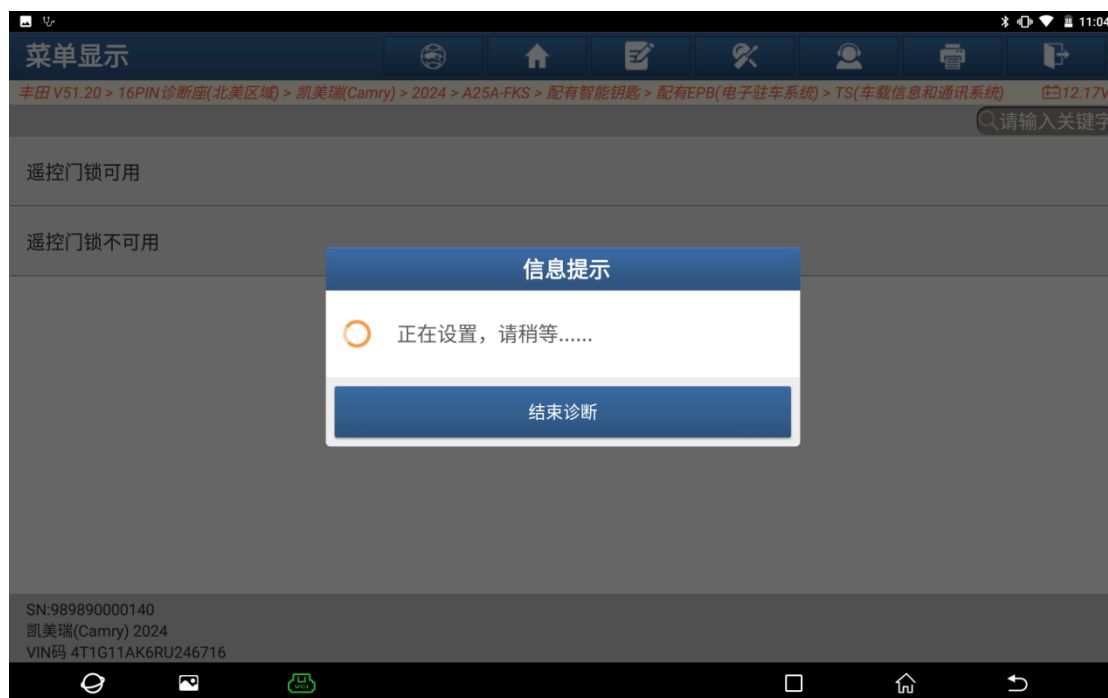 11:04
菜单显示
丰田 V51.20 > 16PIN诊断座(北美区域) > 凯美瑞(Camry) > 2024 > A25A-FKS > 配有智能钥匙 > 配有EPB(电子驻车系统) > TS(车载信息和通讯系统) 12.17V
请输入关键字
遥控门锁可用
遥控门锁不可用
信息提示
正在设置，请稍等......
结束诊断
SN:989890000140
凯美瑞(Camry) 2024
VIN码 4T1G11AK6RU246716
VCI